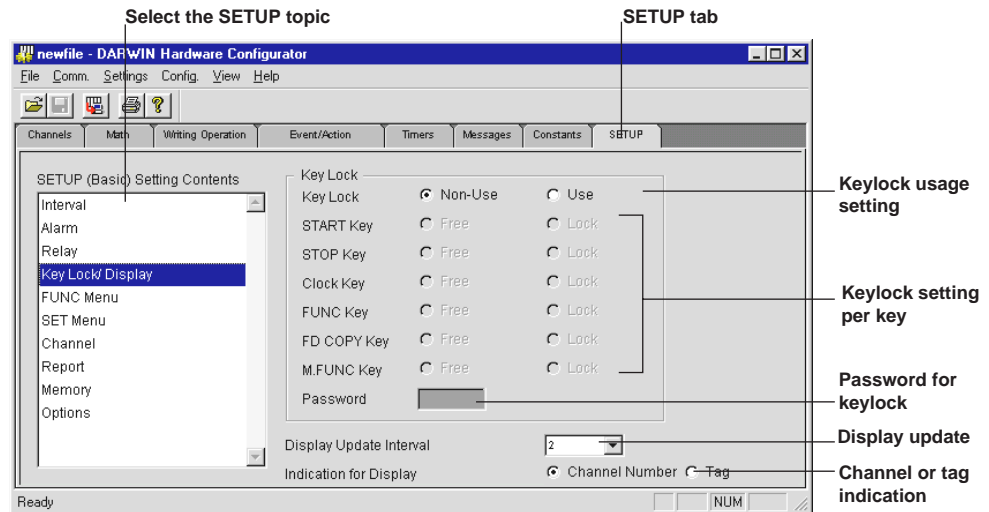 Select the SETUP topic
SETUP tab
newfile - DARWIN Hardware Configurator
File Comm. Settings Config. View Help
Channels Math Writing Operation Event/Action Timers Messages Constants SETUP
SETUP (Basic) Setting Contents
Interval
Alarm
Relay
Key Lock/ Display
FUNC Menu
SET Menu
Channel
Report
Memory
Options
Key Lock
Key Lock Non-Use Use
START Key Free Lock
STOP Key Free Lock
Clock Key Free Lock
FUNC Key Free Lock
FD COPY Key Free Lock
M.FUNC Key Free Lock
Password
Display Update Interval 2
Indication for Display Channel Number Tag
Keylock usage
setting
Keylock setting
per key
Password for
keylock
Display update
Channel or tag
indication
Ready NUM